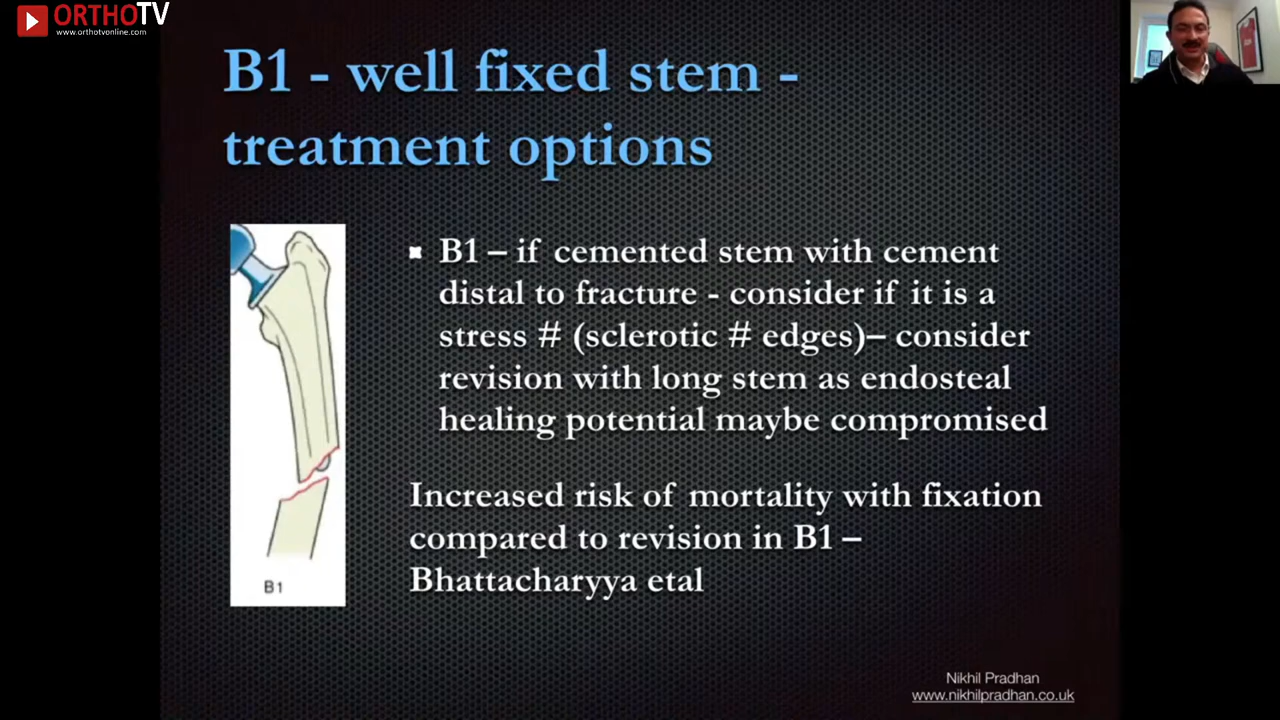 ORTHOTV
www.orthotvonline.com
B1 - well fixed stem -
treatment options
B1 – if cemented stem with cement
distal to fracture - consider if it is a
stress # (sclerotic # edges)– consider
revision with long stem as endosteal
healing potential maybe compromised
Increased risk of mortality with fixation
compared to revision in B1 –
Bhattacharyya etal
B1
Nikhil Pradhan
www.nikhilpradhan.co.uk